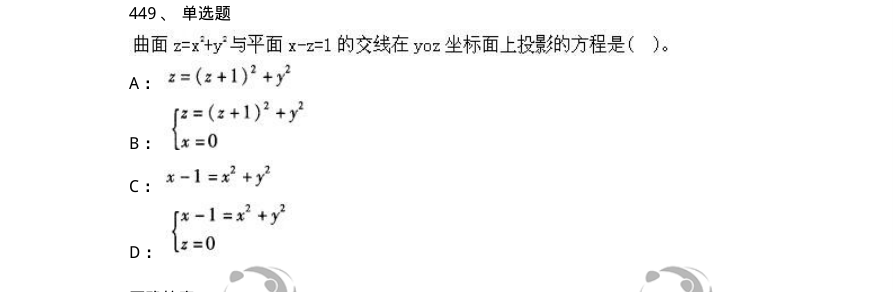 449 、 单选题
曲面 z=x²+y² 与平面 x-z=1 的交线在 yoz 坐标面上投影的方程是(　)。
A : z = (z + 1)² + y²
B : { z = (z + 1)² + y²
x = 0
C : x − 1 = x² + y²
D : { x − 1 = x² + y²
z = 0